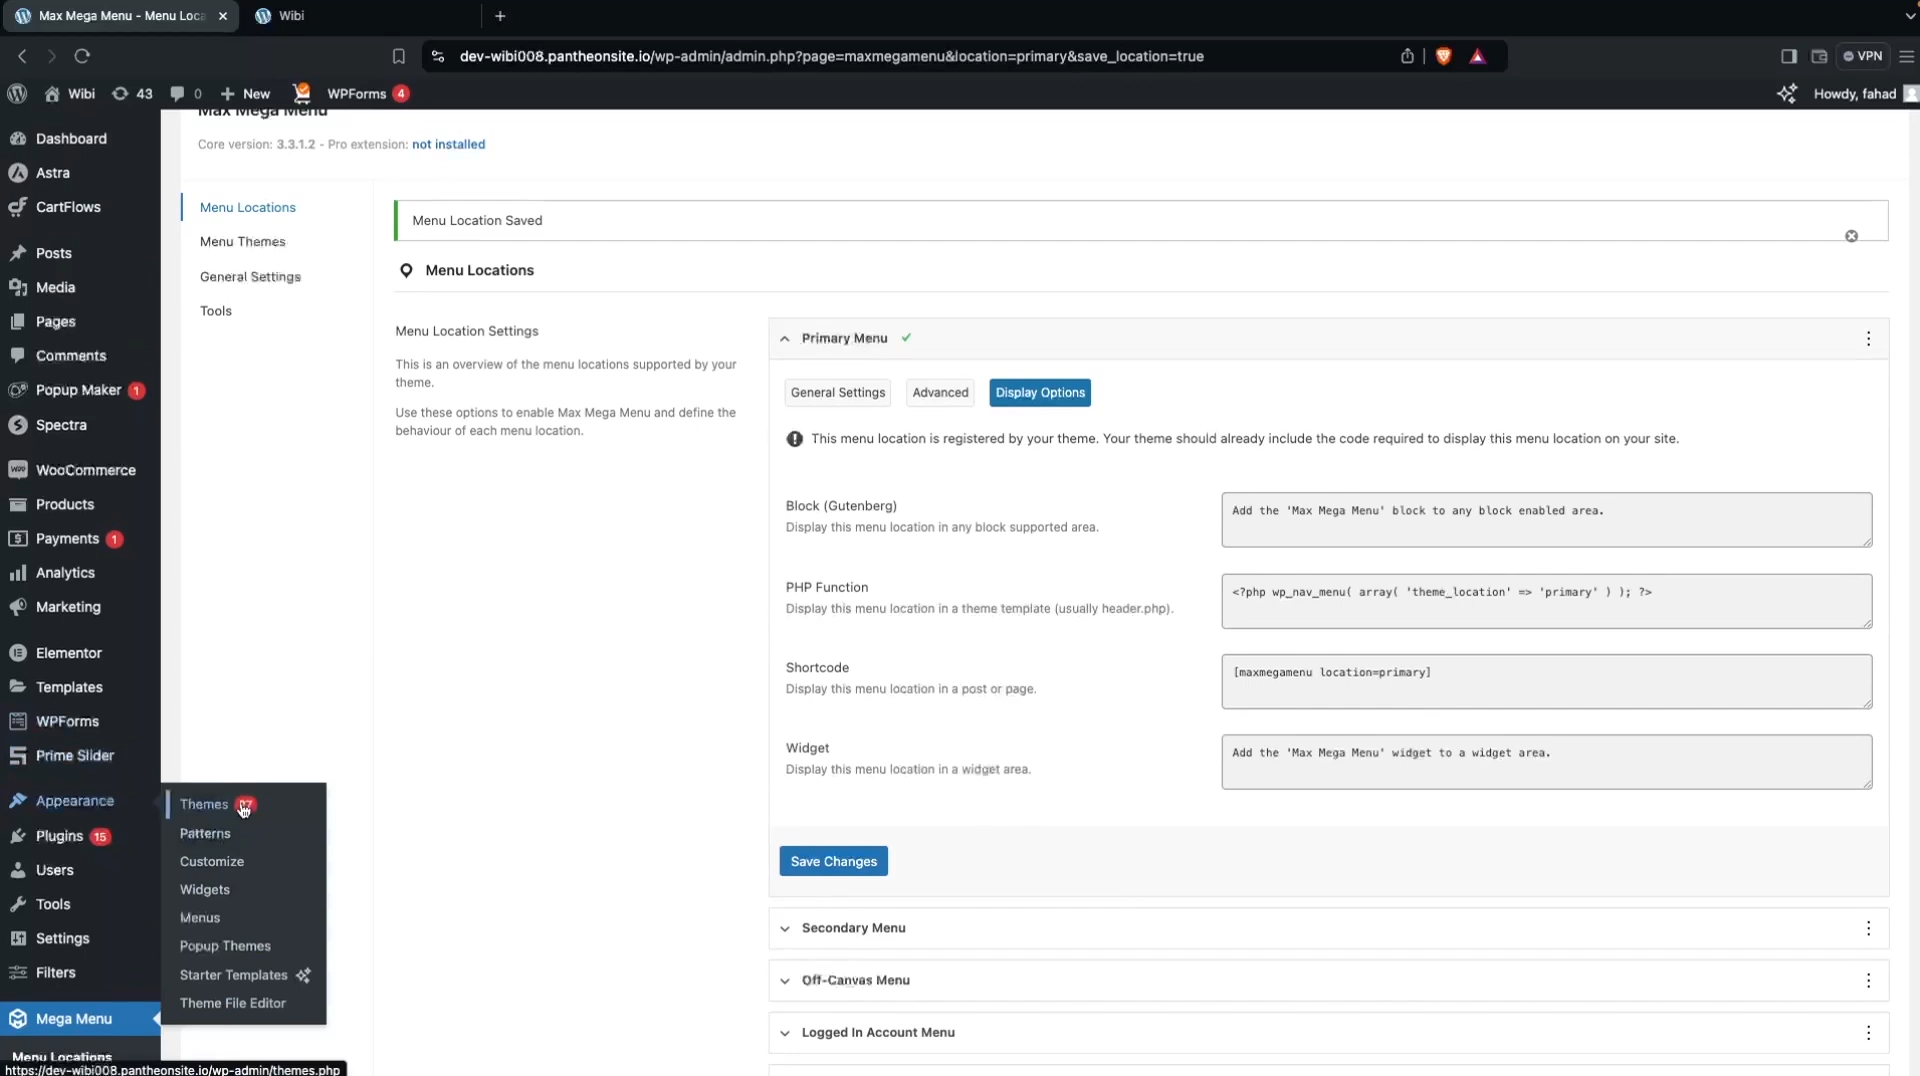 Max Mega Menu - Menu Loca
Wibi
dev-wibi008.pantheonsite.io/wp-admin/admin.php?page=maxmegamenu&location=primary&save_location=true
VPN
Wibi
43
0
New
WPForms 4
Howdy, fahad
Max Mega Menu
Core version: 3.3.1.2 - Pro extension: not installed
Dashboard
Astra
CartFlows
Posts
Media
Pages
Comments
Popup Maker 1
Spectra
WooCommerce
Products
Payments 1
Analytics
Marketing
Elementor
Templates
WPForms
Prime Slider
Appearance
Plugins 15
Users
Tools
Settings
Filters
Mega Menu
Menu Locations
Themes
Patterns
Customize
Widgets
Menus
Popup Themes
Starter Templates
Theme File Editor
https://dev-wibi008.pantheonsite.io/wp-admin/themes.php
Menu Locations
Menu Themes
General Settings
Tools
Menu Location Saved
Menu Locations
Menu Location Settings
This is an overview of the menu locations supported by your
theme.
Use these options to enable Max Mega Menu and define the
behaviour of each menu location.
Primary Menu
General Settings
Advanced
Display Options
This menu location is registered by your theme. Your theme should already include the code required to display this menu location on your site.
Block (Gutenberg)
Display this menu location in any block supported area.
Add the 'Max Mega Menu' block to any block enabled area.
PHP Function
Display this menu location in a theme template (usually header.php).
<?php wp_nav_menu( array( 'theme_location' => 'primary' ) ); ?>
Shortcode
Display this menu location in a post or page.
[maxmegamenu location=primary]
Widget
Display this menu location in a widget area.
Add the 'Max Mega Menu' widget to a widget area.
Save Changes
Secondary Menu
Off-Canvas Menu
Logged In Account Menu